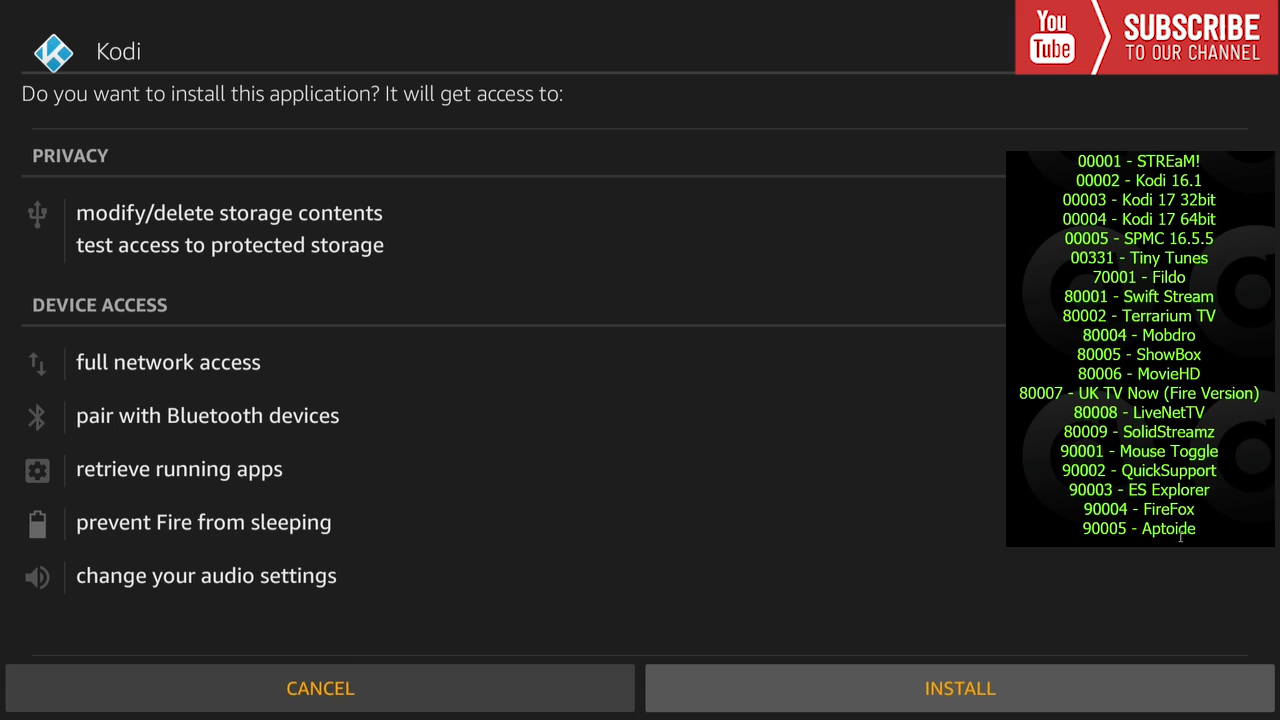 Kodi
You
Tube
SUBSCRIBE
TO OUR CHANNEL
Do you want to install this application? It will get access to:
PRIVACY
modify/delete storage contents
test access to protected storage
DEVICE ACCESS
full network access
pair with Bluetooth devices
retrieve running apps
prevent Fire from sleeping
change your audio settings
00001 - STREaM!
00002 - Kodi 16.1
00003 - Kodi 17 32bit
00004 - Kodi 17 64bit
00005 - SPMC 16.5.5
00331 - Tiny Tunes
70001 - Fildo
80001 - Swift Stream
80002 - Terrarium TV
80004 - Mobdro
80005 - ShowBox
80006 - MovieHD
80007 - UK TV Now (Fire Version)
80008 - LiveNetTV
80009 - SolidStreamz
90001 - Mouse Toggle
90002 - QuickSupport
90003 - ES Explorer
90004 - FireFox
90005 - Aptoide
CANCEL
INSTALL